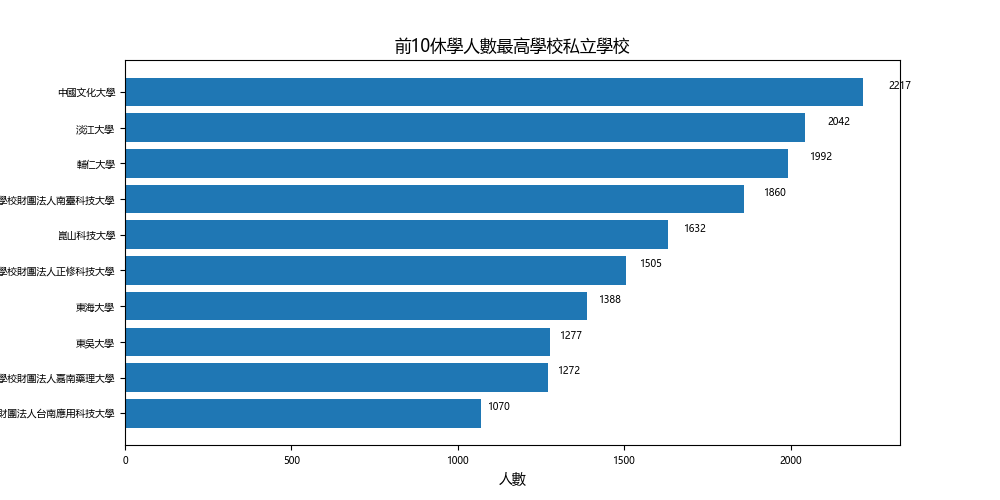 前10休學人數最高學校私立學校
中國文化大學 2217
淡江大學 2042
輔仁大學 1992
學校財團法人南臺科技大學 1860
崑山科技大學 1632
學校財團法人正修科技大學 1505
東海大學 1388
東吳大學 1277
學校財團法人嘉南藥理大學 1272
財團法人台南應用科技大學 1070
0 500 1000 1500 2000
人數